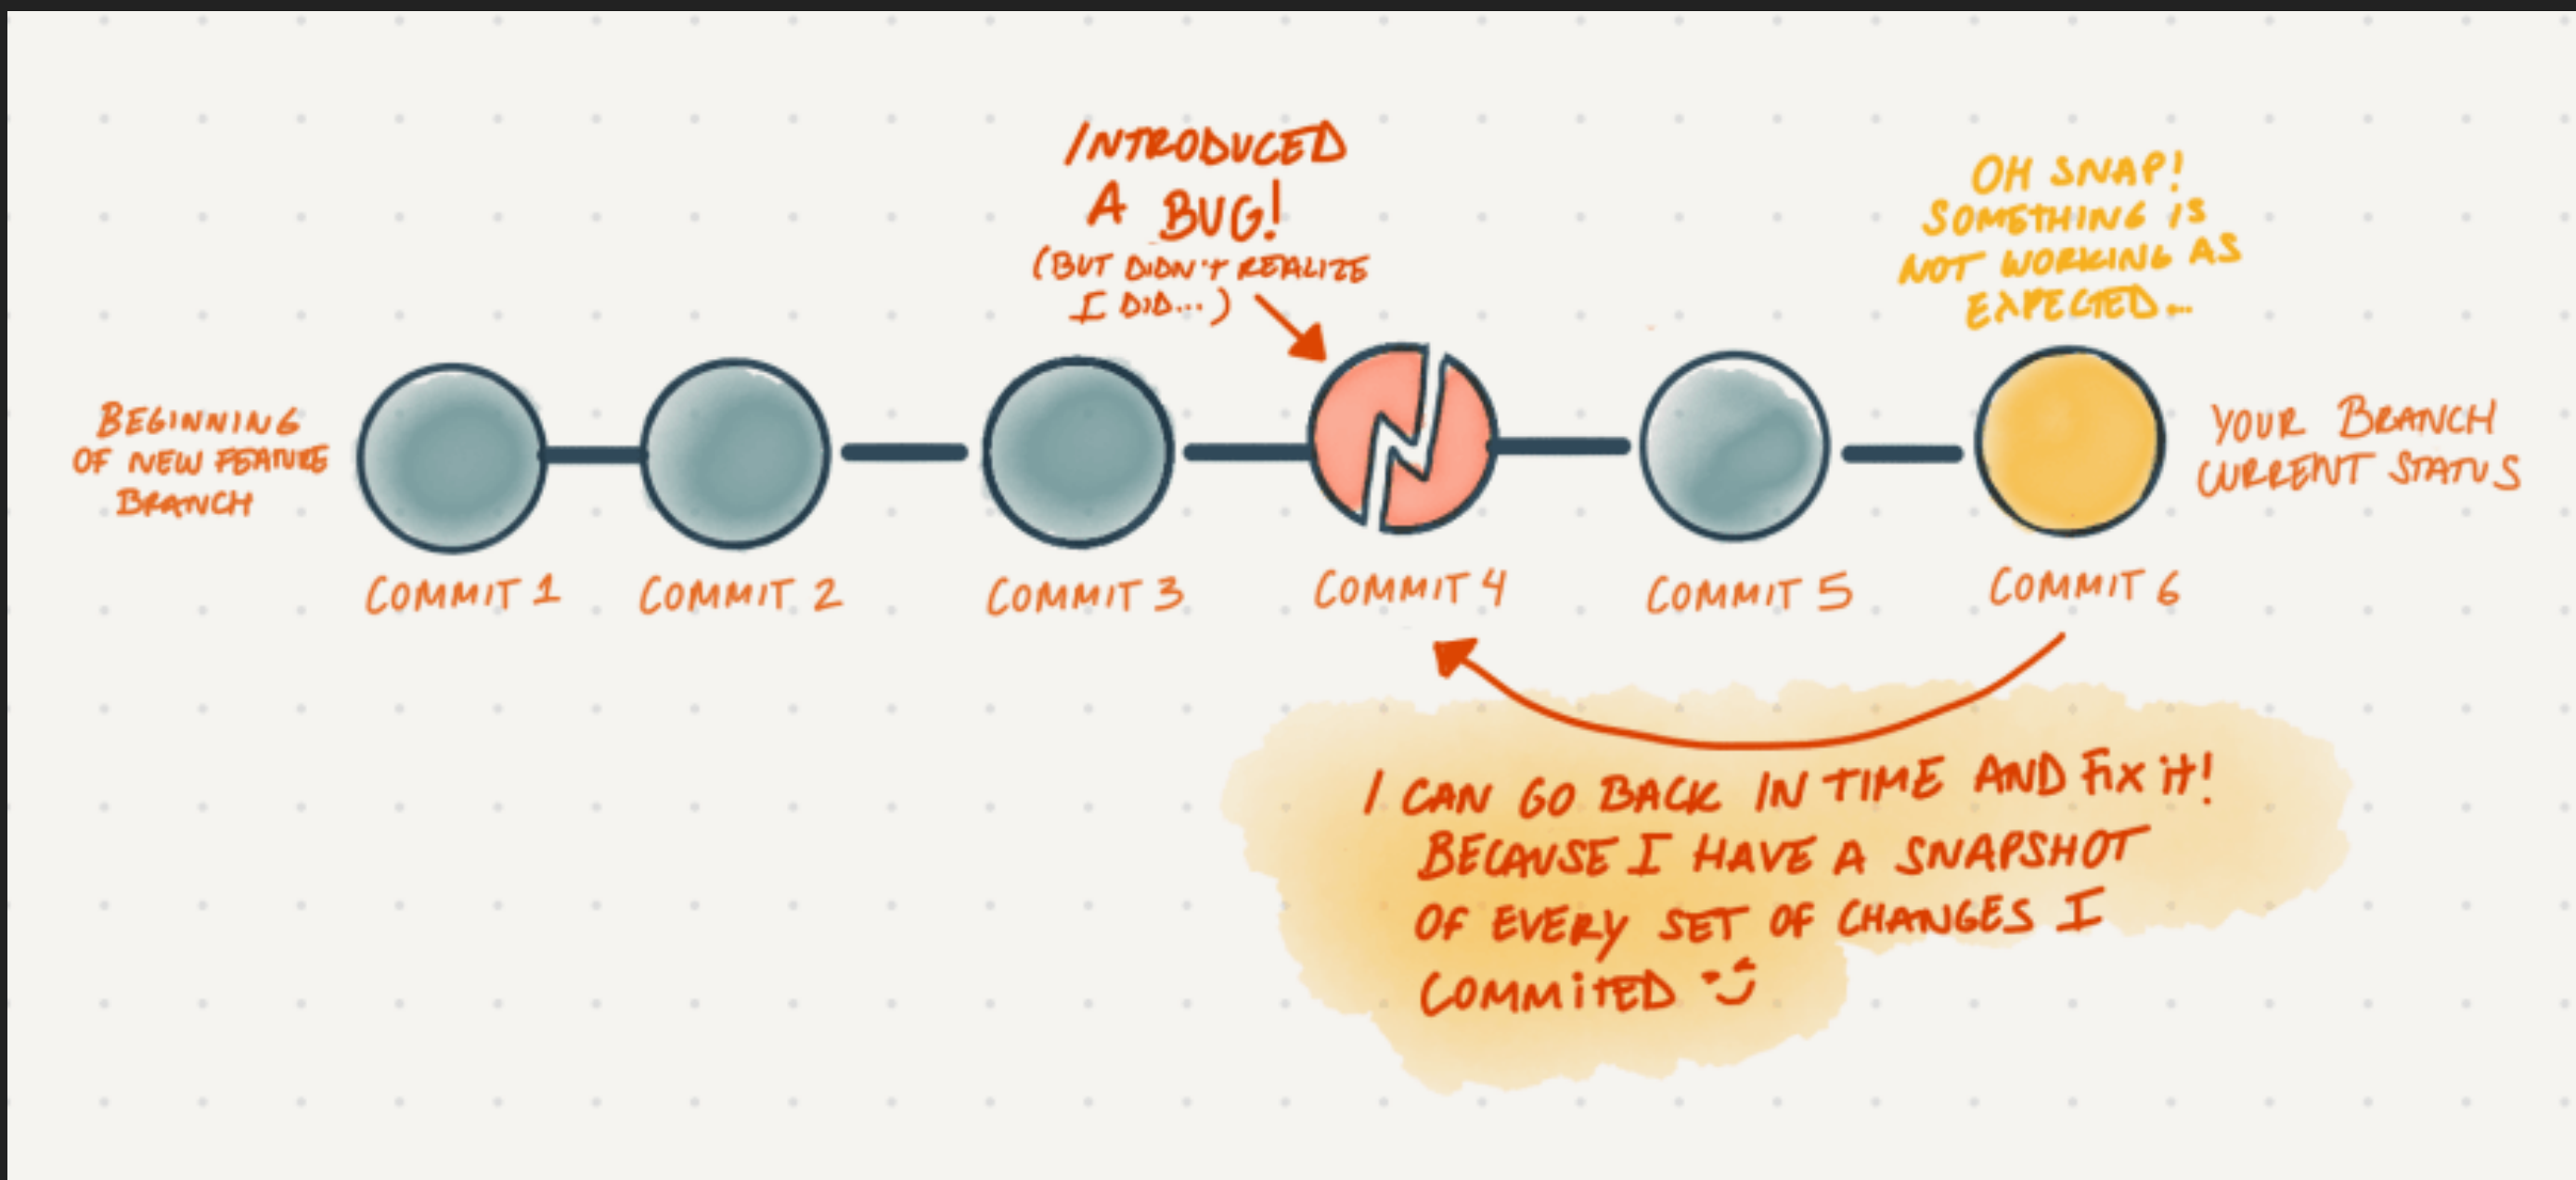 INTRODUCED
A BUG!
(BUT DIDN'T REALIZE
I DID...)
OH SNAP!
SOMETHING IS
NOT WORKING AS
EXPECTED...
BEGINNING
OF NEW FEATURE
BRANCH
YOUR BRANCH
CURRENT STATUS
COMMIT 1
COMMIT 2
COMMIT 3
COMMIT 4
COMMIT 5
COMMIT 6
I CAN GO BACK IN TIME AND FIX IT!
BECAUSE I HAVE A SNAPSHOT
OF EVERY SET OF CHANGES I
COMMITED